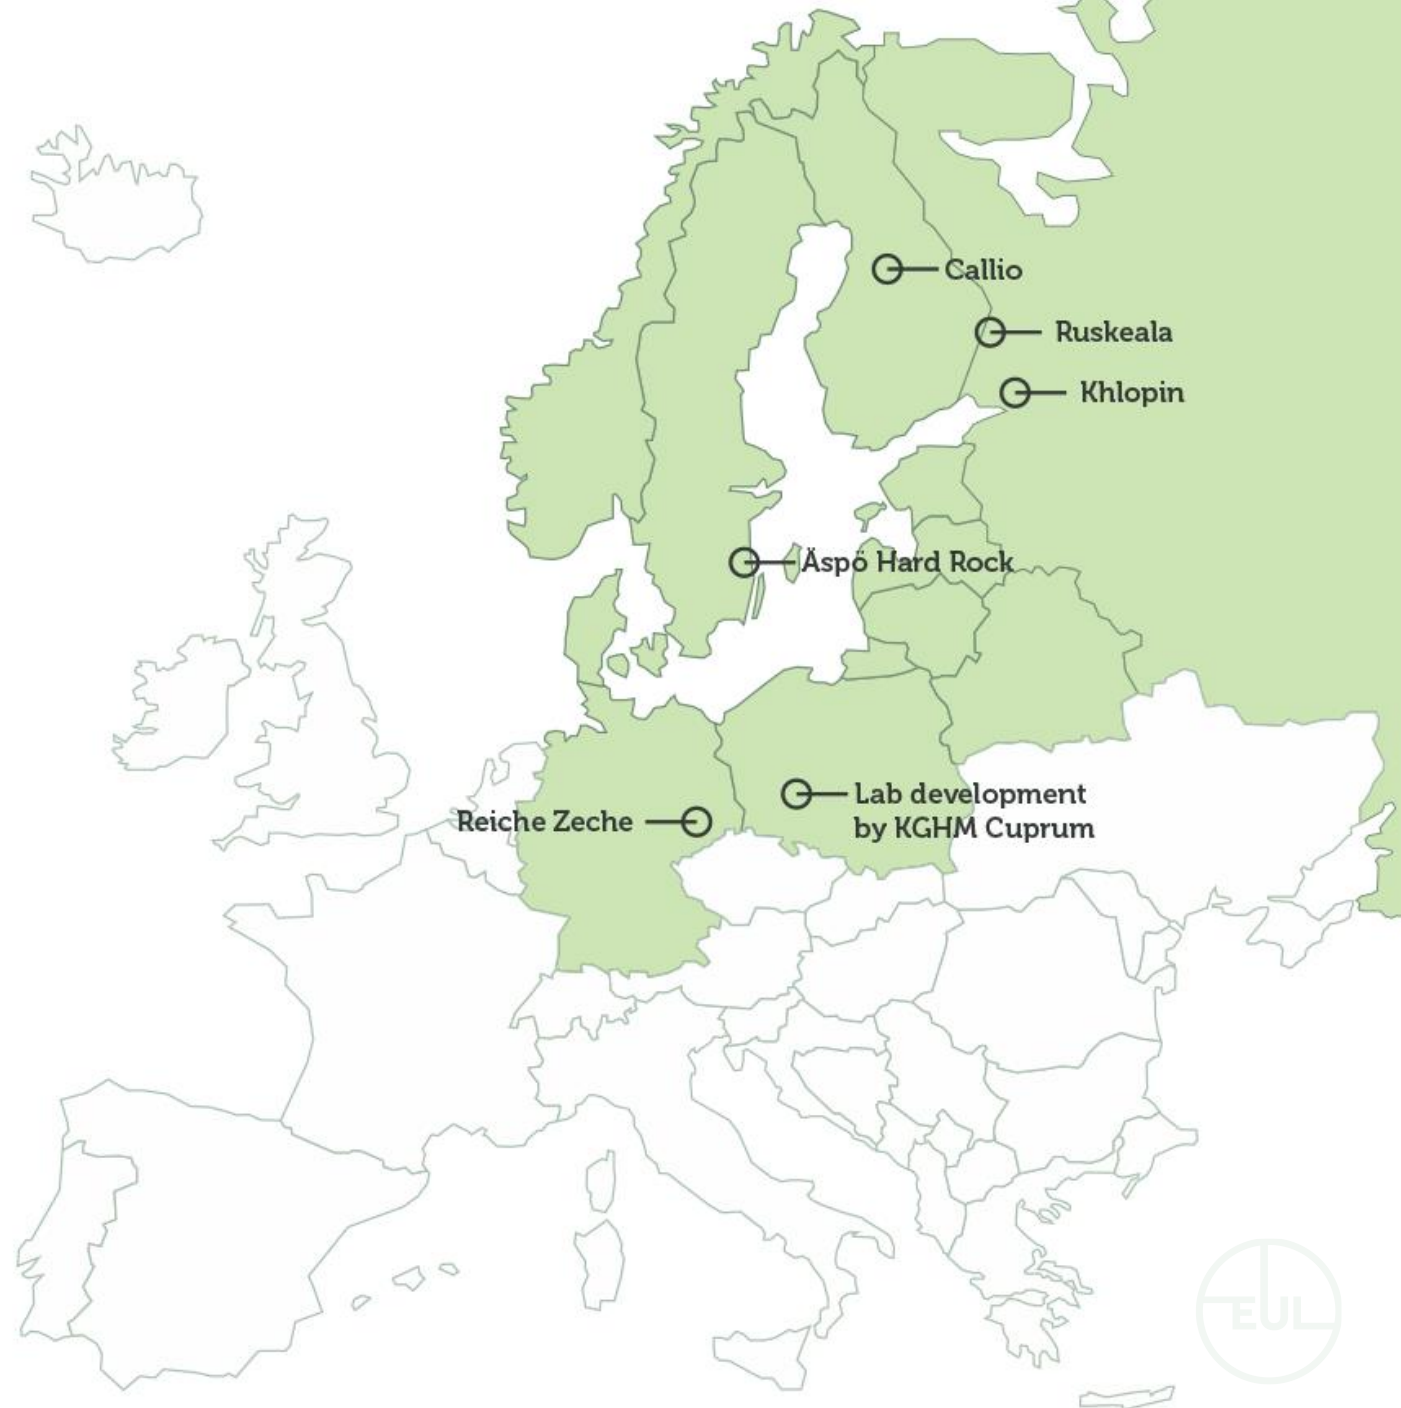 Callio
Ruskeala
Khlopin
Äspö Hard Rock
Lab development
by KGHM Cuprum
Reiche Zeche
EUL